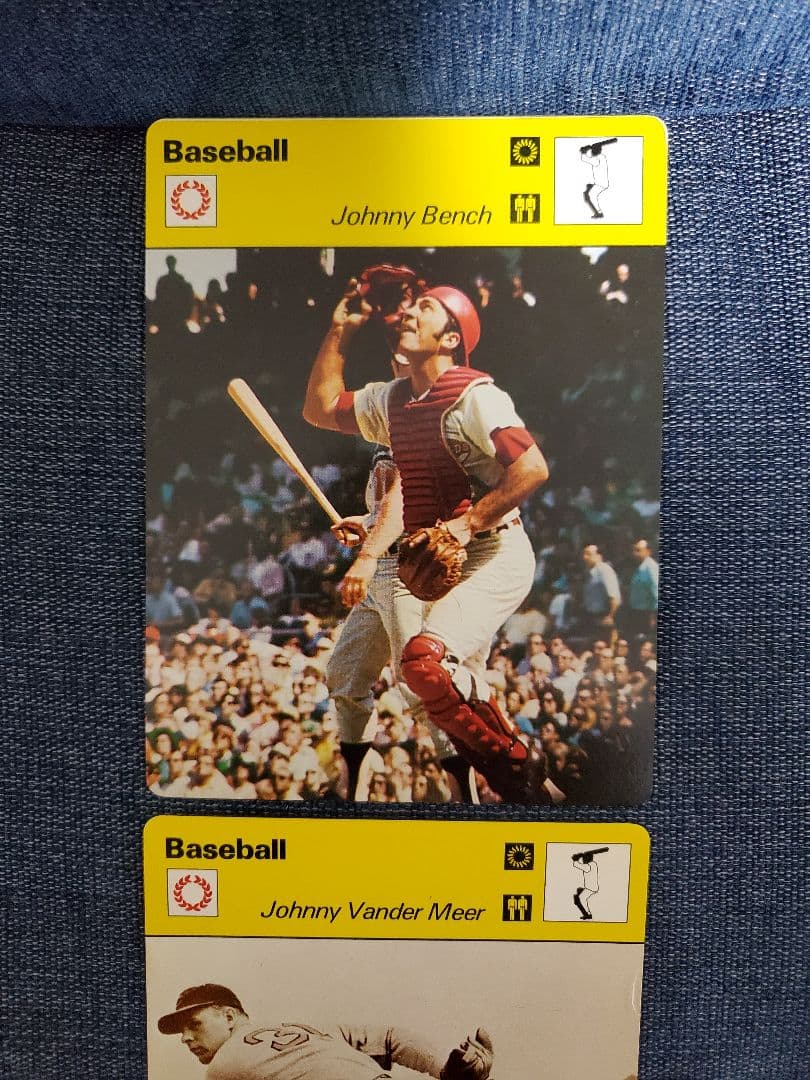 Baseball
Johnny Bench
Baseball
Johnny Vander Meer